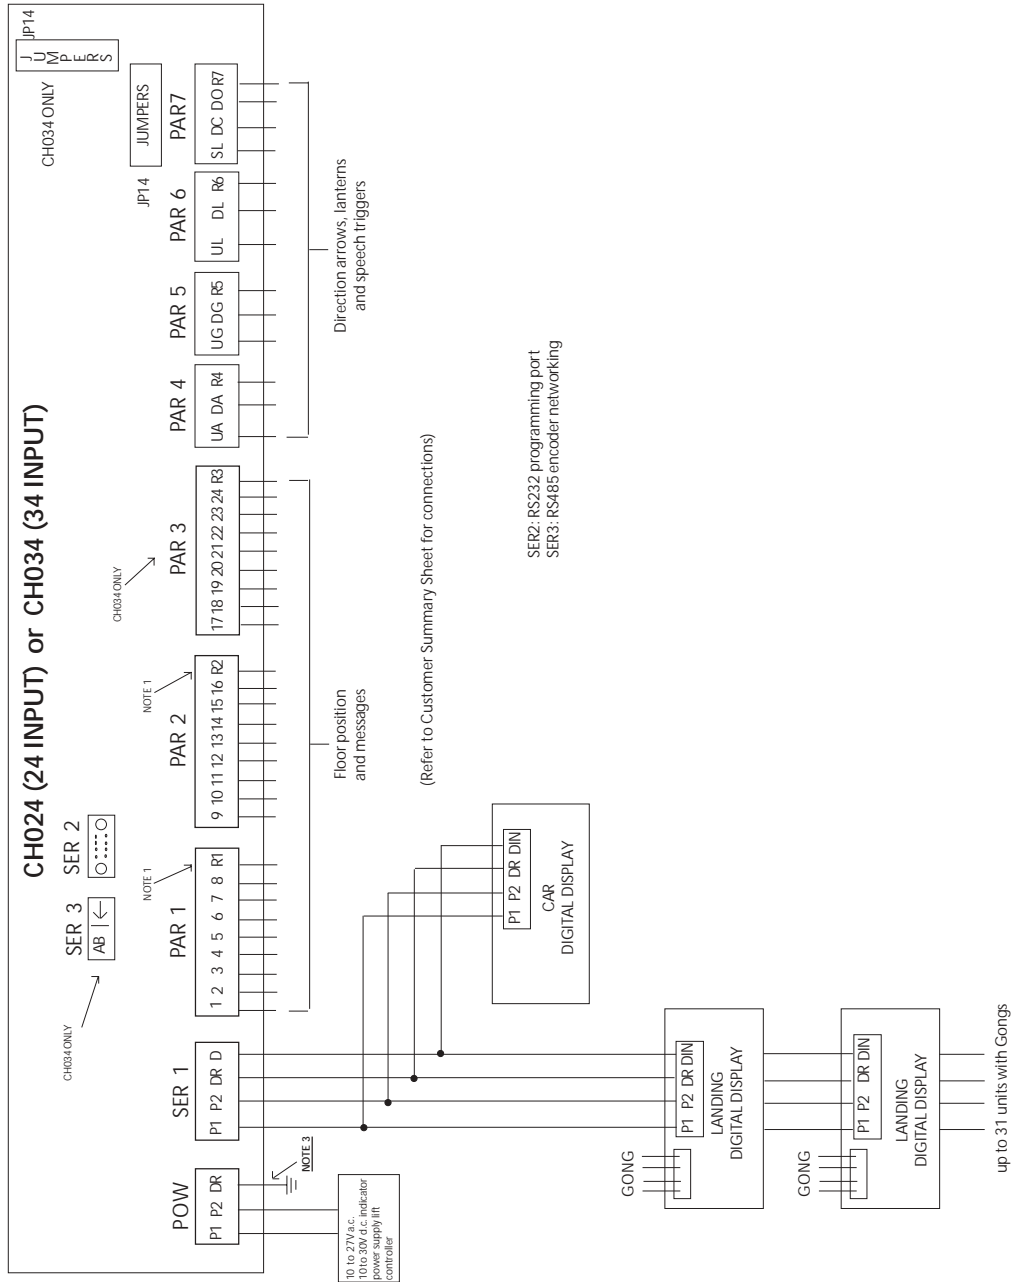 CH024 (24 INPUT) or CH034 (34 INPUT)
JP14
JUMPERS
CH034 ONLY
SER 3
AB
SER 2
CH034 ONLY
POW
P1 P2 DR
NOTE 3
10 to 27V a.c.
10 to 30V d.c. indicator
power supply lift
controller
SER 1
P1 P2 DR D
PAR 1
NOTE 1
1 2 3 4 5 6 7 8 R1
PAR 2
NOTE 1
9 10 11 12 13 14 15 16 R2
PAR 3
CH034 ONLY
17 18 19 20 21 22 23 24 R3
PAR 4
UA DA R4
PAR 5
UG DG R5
PAR 6
UL DL R6
JP14
JUMPERS
PAR7
SL DC DO R7
Floor position
and messages
Direction arrows, lanterns
and speech triggers
(Refer to Customer Summary Sheet for connections)
P1 P2 DR DIN
CAR
DIGITAL DISPLAY
SER2: RS232 programming port
SER3: RS485 encoder networking
GONG
P1 P2 DR DIN
LANDING
DIGITAL DISPLAY
GONG
P1 P2 DR DIN
LANDING
DIGITAL DISPLAY
up to 31 units with Gongs